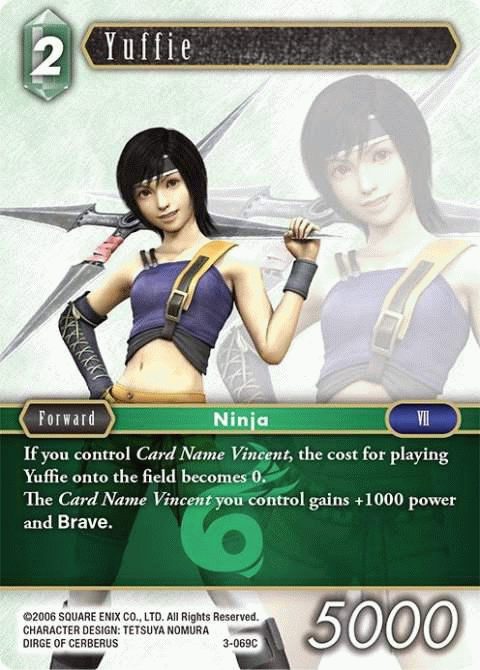 2
Yuffie
Forward
Ninja
VII
If you control Card Name Vincent, the cost for playing
Yuffie onto the field becomes 0.
The Card Name Vincent you control gains +1000 power
and Brave.
©2006 SQUARE ENIX CO., LTD. All Rights Reserved.
CHARACTER DESIGN: TETSUYA NOMURA
DIRGE OF CERBERUS
3-069C
5000